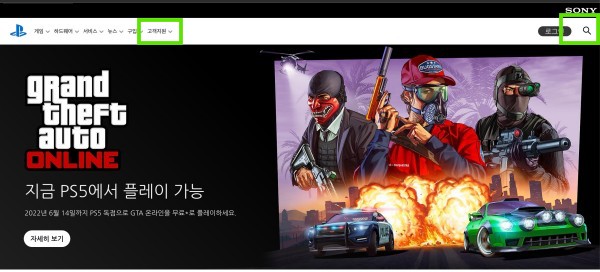 SONY
게임 하드웨어 서비스 뉴스 구입 고객지원 로그인
grand
theft
auto
ONLINE
지금 PS5에서 플레이 가능
2022년 6월 14일까지 PS5 독점으로 GTA 온라인을 무료*로 플레이하세요.
자세히 보기